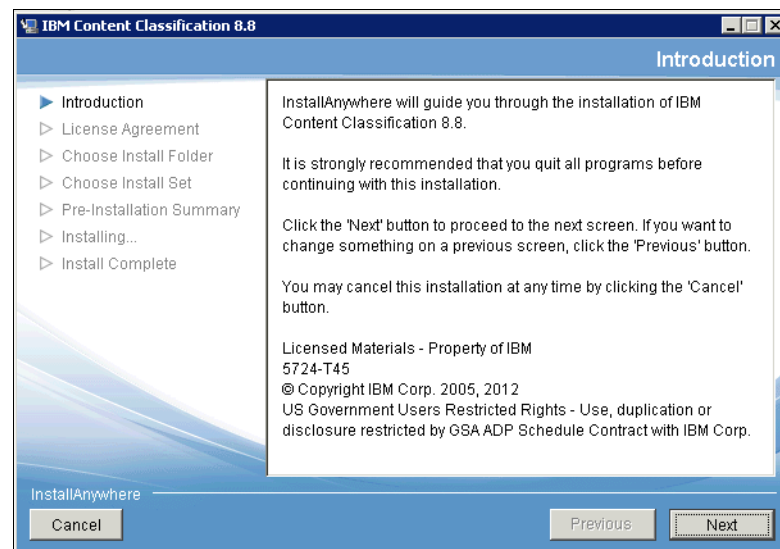 IBM Content Classification 8.8
Introduction
Introduction
License Agreement
Choose Install Folder
Choose Install Set
Pre-Installation Summary
Installing...
Install Complete
InstallAnywhere will guide you through the installation of IBM
Content Classification 8.8.
It is strongly recommended that you quit all programs before
continuing with this installation.
Click the 'Next' button to proceed to the next screen. If you want to
change something on a previous screen, click the 'Previous' button.
You may cancel this installation at any time by clicking the 'Cancel'
button.
Licensed Materials - Property of IBM
5724-T45
© Copyright IBM Corp. 2005, 2012
US Government Users Restricted Rights - Use, duplication or
disclosure restricted by GSA ADP Schedule Contract with IBM Corp.
InstallAnywhere
Cancel
Previous
Next